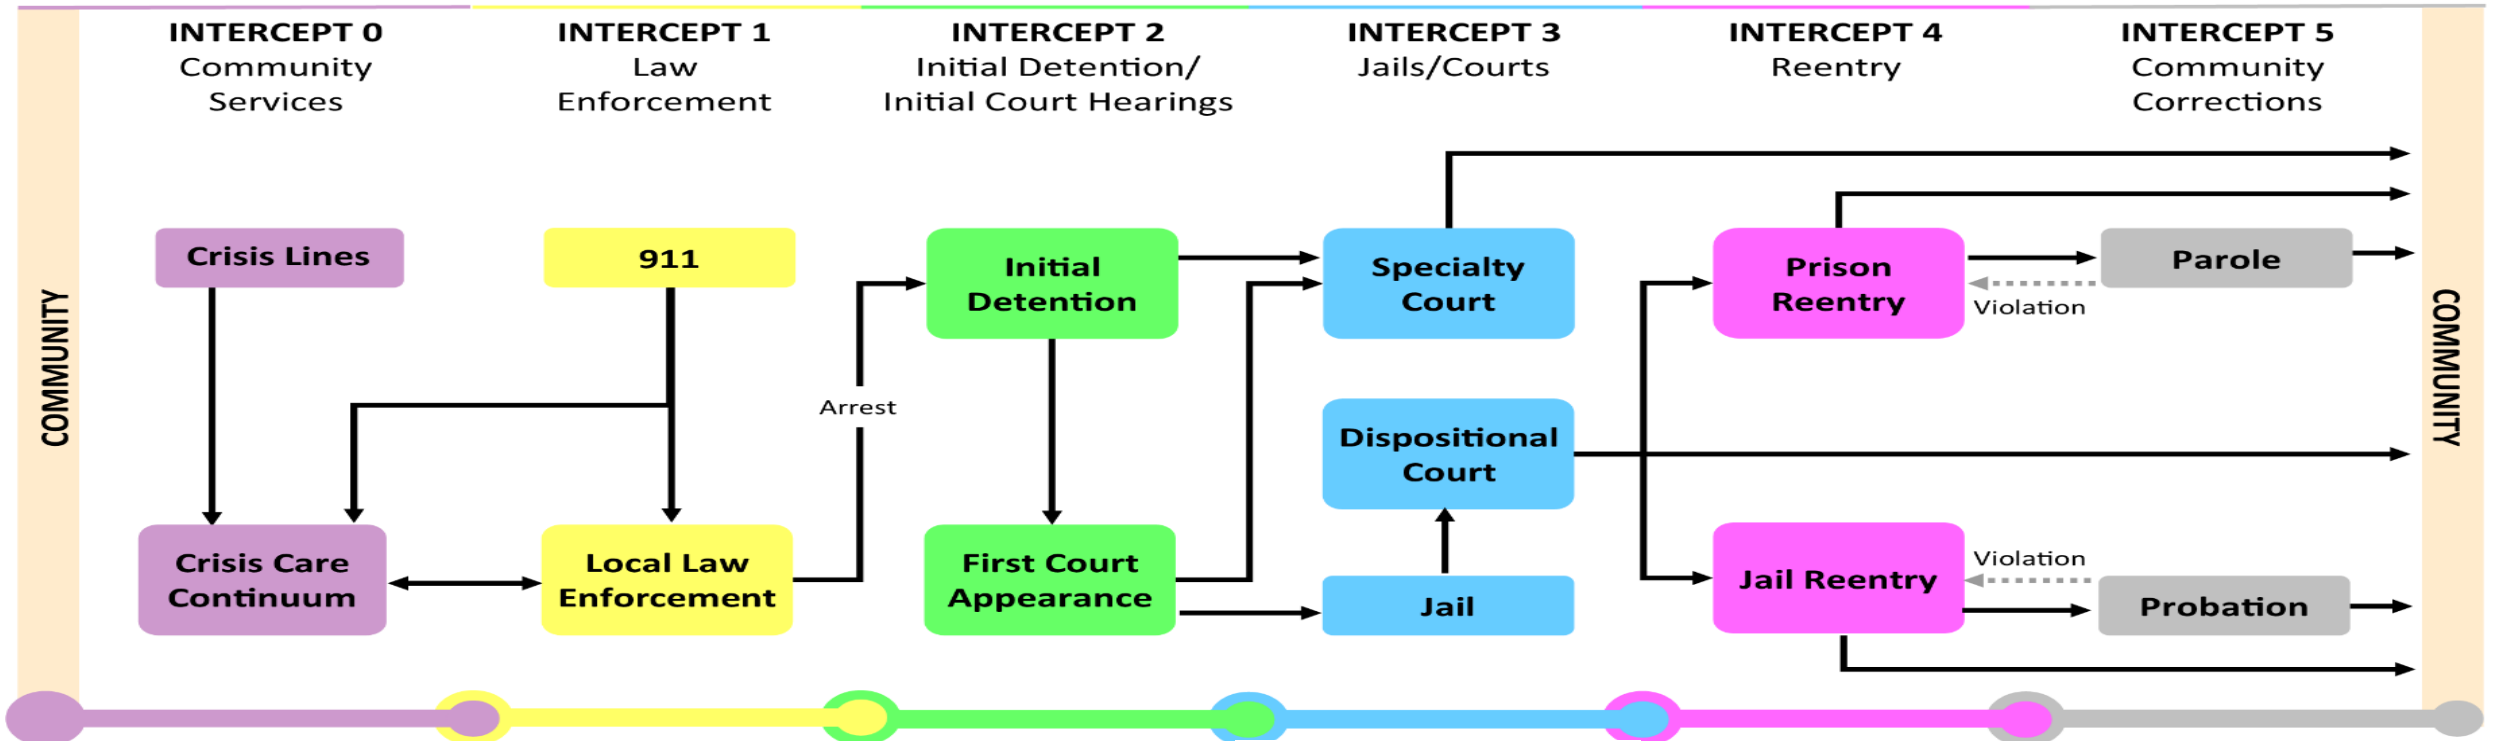 INTERCEPT 0
Community
Services
INTERCEPT 1
Law
Enforcement
INTERCEPT 2
Initial Detention/
Initial Court Hearings
INTERCEPT 3
Jails/Courts
INTERCEPT 4
Reentry
INTERCEPT 5
Community
Corrections
COMMUNITY
Crisis Lines
911
Initial
Detention
Specialty
Court
Prison
Reentry
Parole
Violation
COMMUNITY
Arrest
Dispositional
Court
Crisis Care
Continuum
Local Law
Enforcement
First Court
Appearance
Jail
Jail Reentry
Violation
Probation